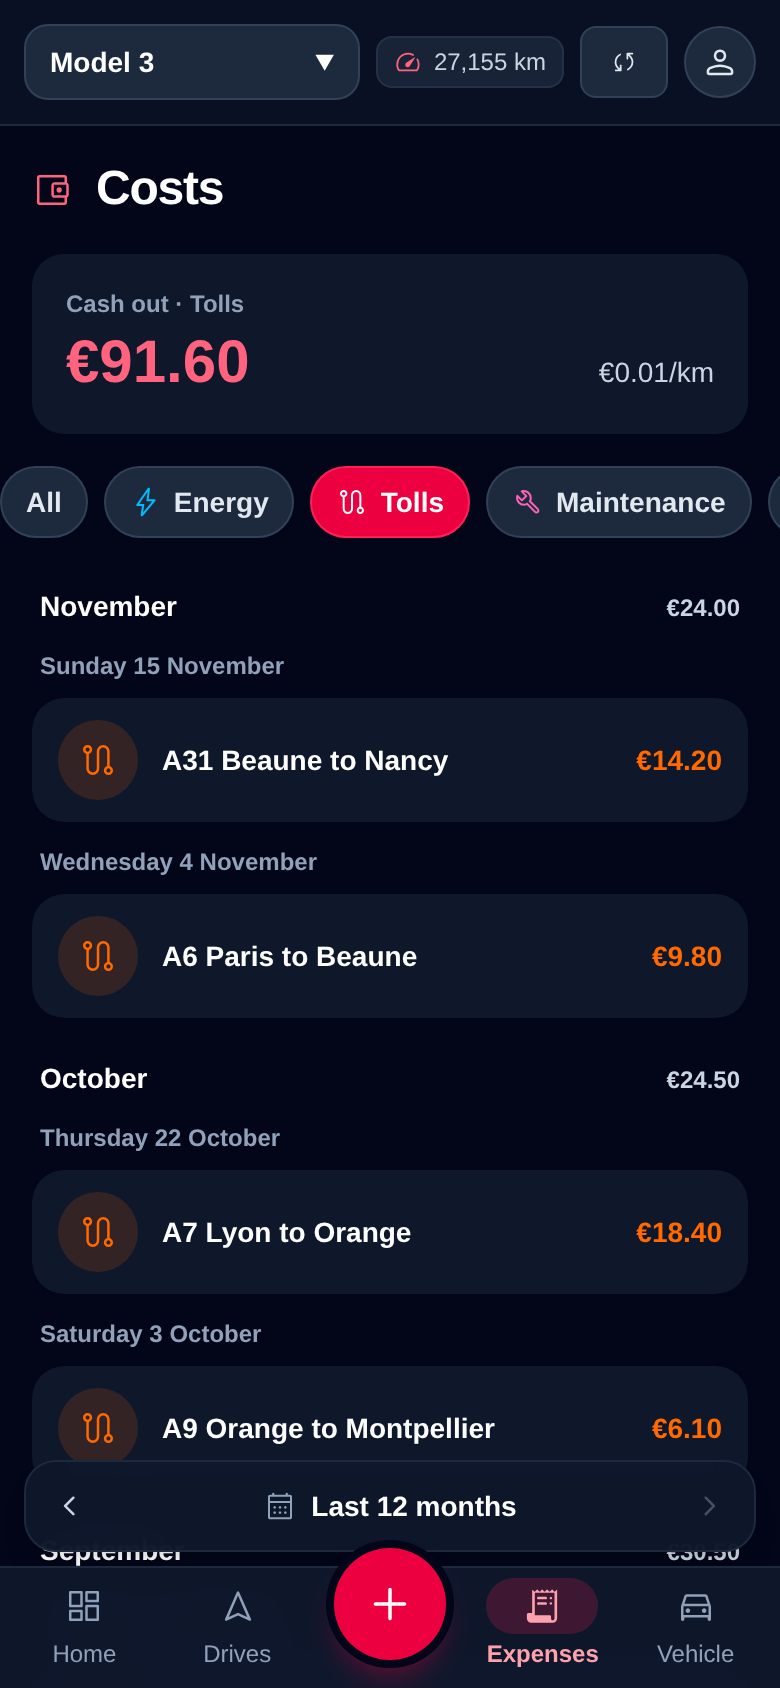 Model 3 ▼ 27,155 km
Costs
Cash out · Tolls
€91.60 €0.01/km
All Energy Tolls Maintenance
November €24.00
Sunday 15 November
A31 Beaune to Nancy €14.20
Wednesday 4 November
A6 Paris to Beaune €9.80
October €24.50
Thursday 22 October
A7 Lyon to Orange €18.40
Saturday 3 October
A9 Orange to Montpellier €6.10
Last 12 months
September €30.50
Home Drives Expenses Vehicle